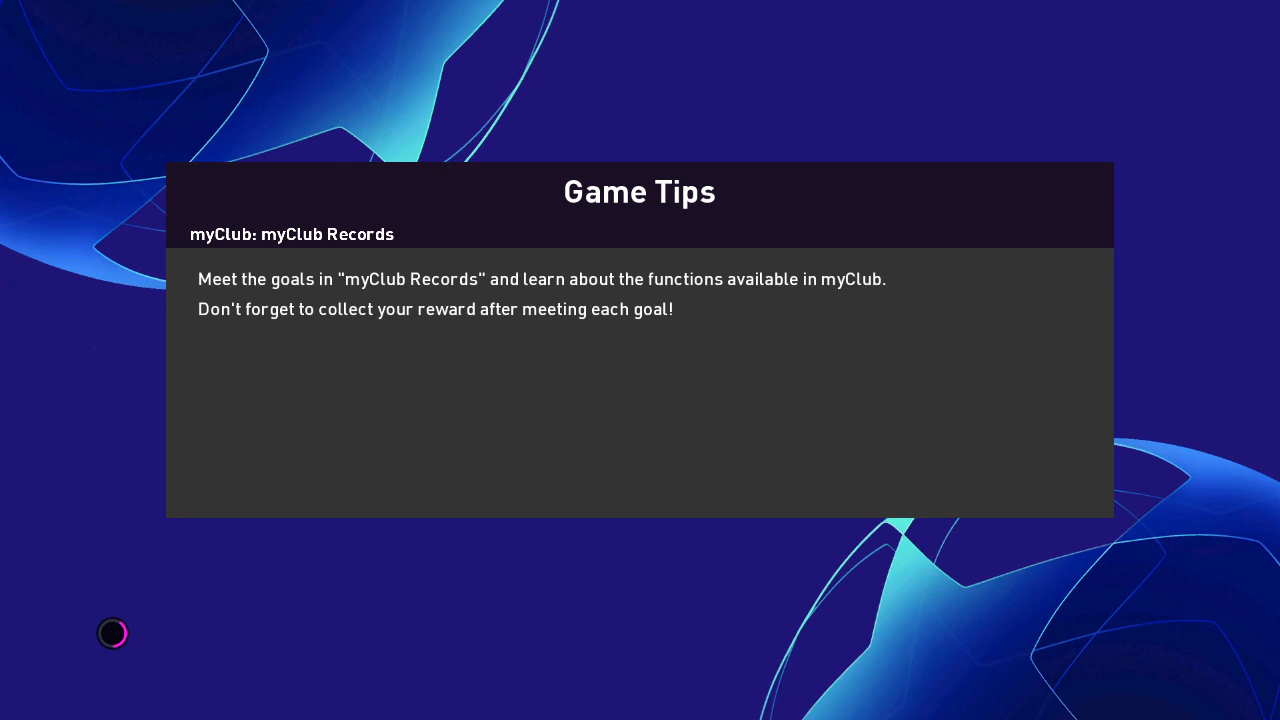 Game Tips
myClub: myClub Records
Meet the goals in "myClub Records" and learn about the functions available in myClub.
Don't forget to collect your reward after meeting each goal!